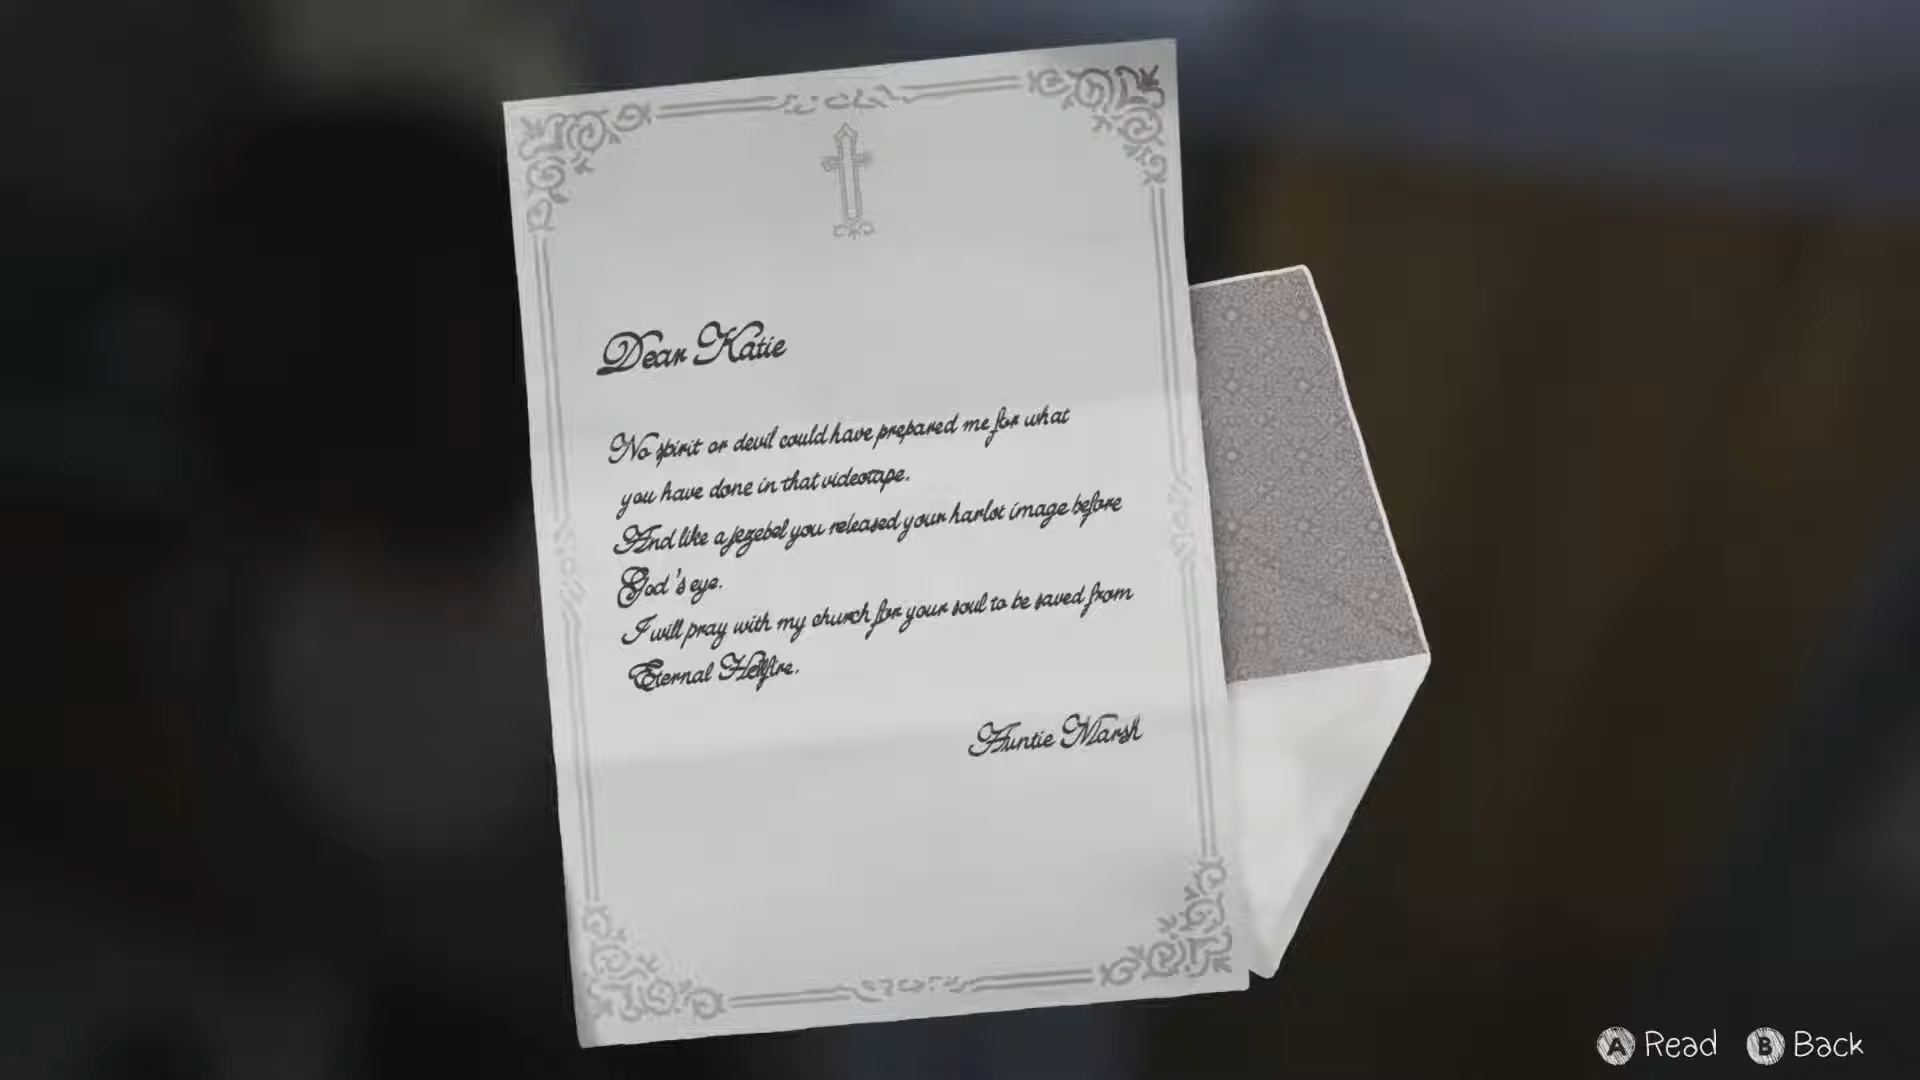 Dear Katie
No spirit or devil could have prepared me for what
you have done in that videotape.
And like a jezebel you released your harlot image before
God's eye.
I will pray with my church for your soul to be saved from
Eternal Hellfire.
Auntie Marsh
A Read B Back